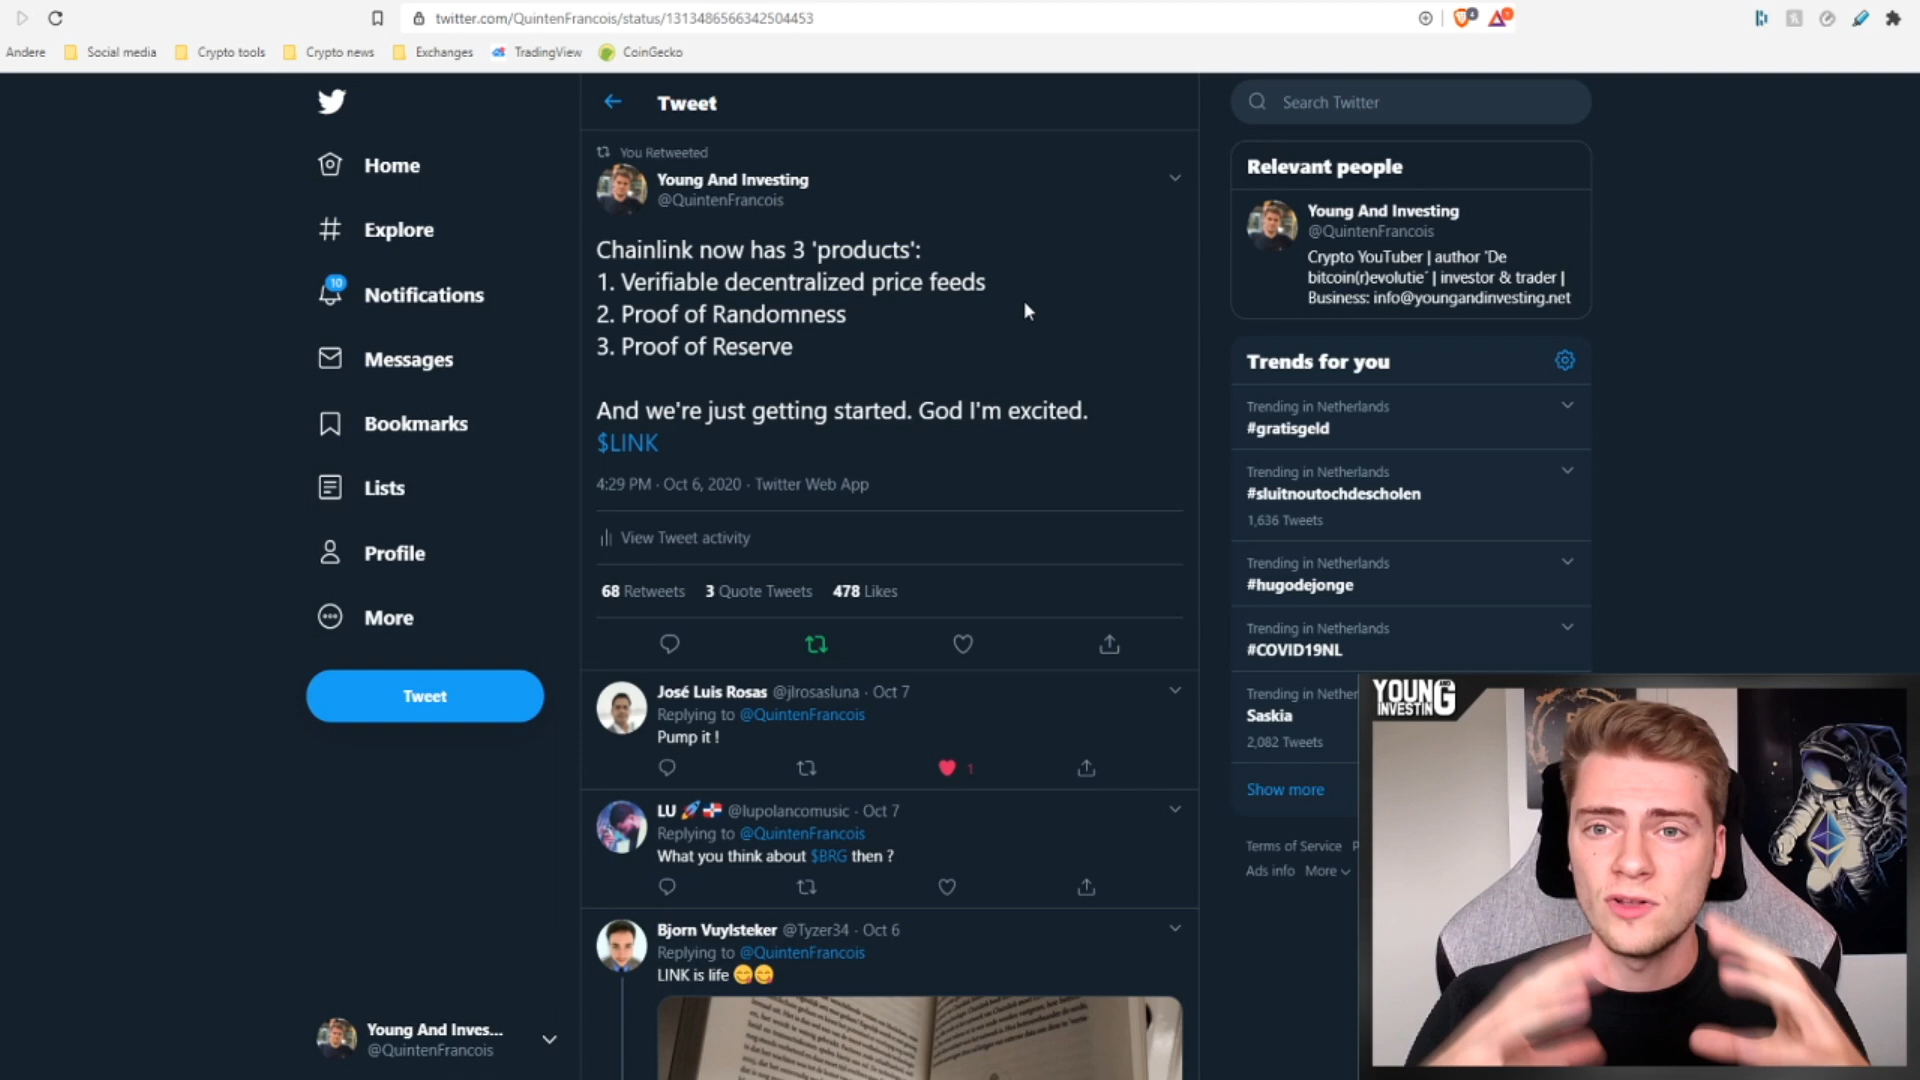 twitter.com/QuintenFrancois/status/1313486566342504453
Andere
Social media
Crypto tools
Crypto news
Exchanges
TradingView
CoinGecko
Home
Explore
10
Notifications
Messages
Bookmarks
Lists
Profile
More
Tweet
Young And Inves...
@QuintenFrancois
Tweet
You Retweeted
Young And Investing
@QuintenFrancois
Chainlink now has 3 'products':
1. Verifiable decentralized price feeds
2. Proof of Randomness
3. Proof of Reserve
And we're just getting started. God I'm excited.
$LINK
4:29 PM · Oct 6, 2020 · Twitter Web App
View Tweet activity
68 Retweets 3 Quote Tweets 478 Likes
José Luis Rosas @jlrosasluna · Oct 7
Replying to @QuintenFrancois
Pump it !
1
LU 🚀🇩🇴 @lupolancomusic · Oct 7
Replying to @QuintenFrancois
What you think about $BRG then ?
Bjorn Vuylsteker @Tyzer34 · Oct 6
Replying to @QuintenFrancois
LINK is life 😋😋
Search Twitter
Relevant people
Young And Investing
@QuintenFrancois
Crypto YouTuber | author 'De
bitcoin(r)evolutie´ | investor & trader |
Business: info@youngandinvesting.net
Trends for you
Trending in Netherlands
#gratisgeld
Trending in Netherlands
#sluitnoutochdescholen
1,636 Tweets
Trending in Netherlands
#hugodejonge
Trending in Netherlands
#COVID19NL
Trending in Nether
Saskia
2,082 Tweets
Show more
Terms of Service P
Ads info More
YOUNG AND
INVESTING